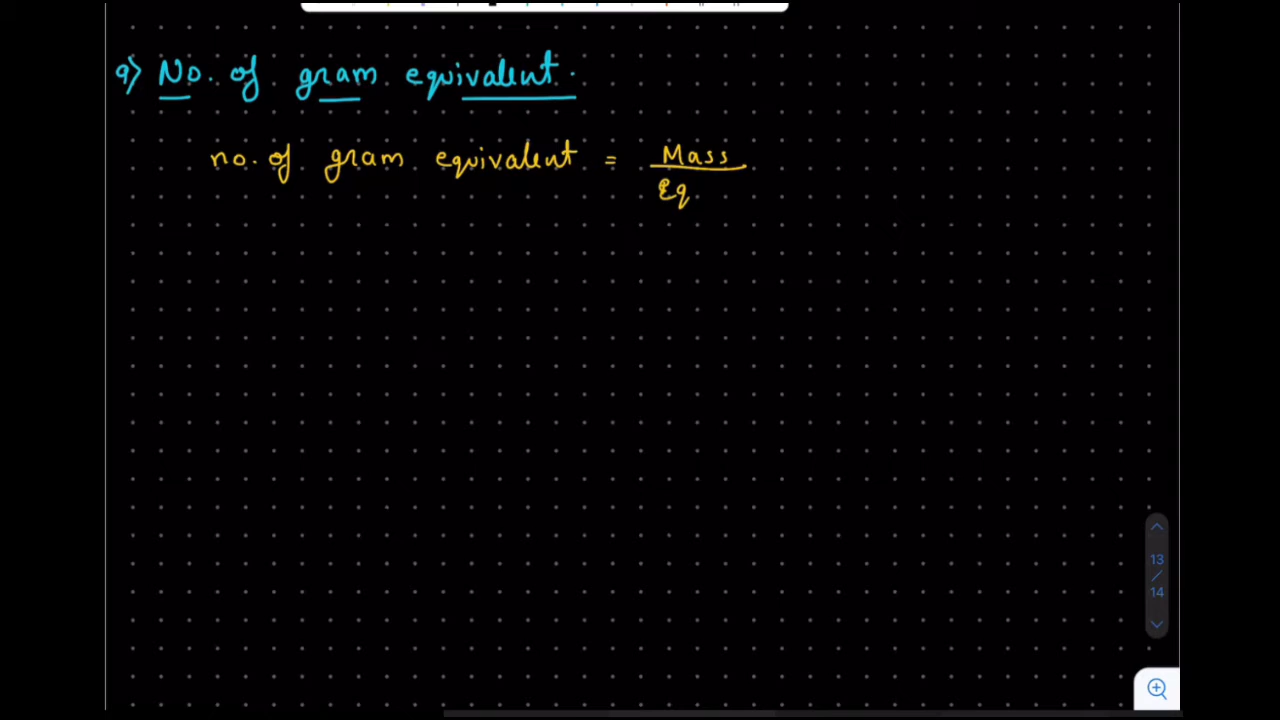 9) No. of gram equivalent.
no. of gram equivalent = Mass
Eq
13
/
14